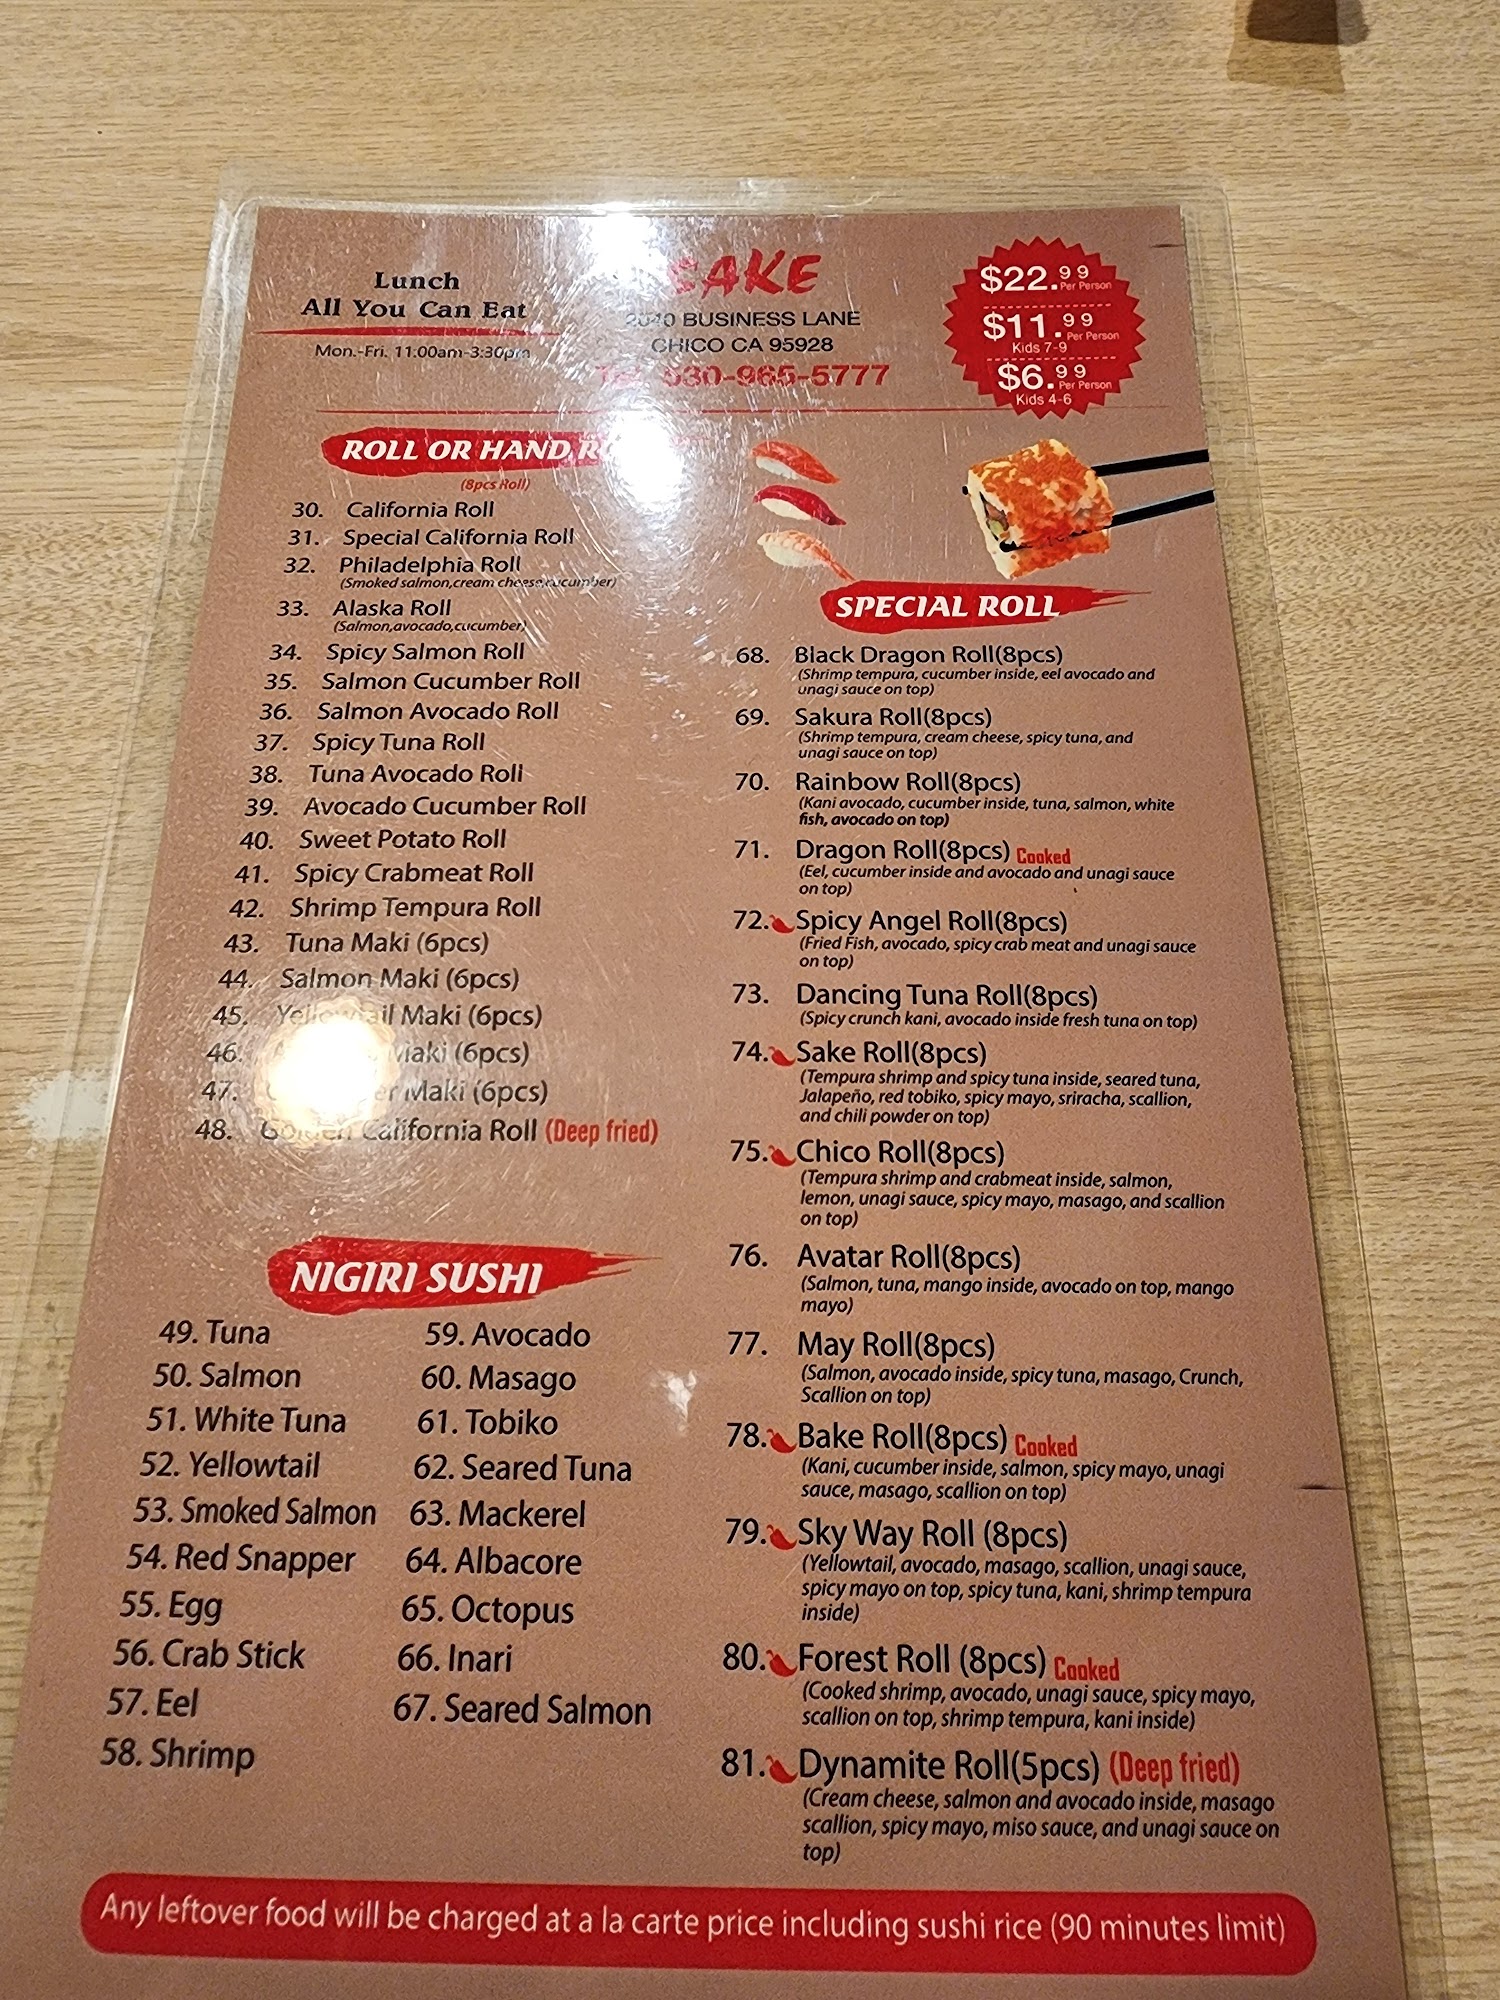 Lunch
All You Can Eat
Mon.-Fri. 11:00am-3:30pm
SAKE
2040 BUSINESS LANE
CHICO CA 95928
Tel 530-965-5777
$22.99 Per Person
$11.99 Per Person
Kids 7-9
$6.99 Per Person
Kids 4-6
ROLL OR HAND
(8pcs Roll)
30. California Roll
31. Special California Roll
32. Philadelphia Roll
(Smoked salmon,cream cheese,cucumber)
33. Alaska Roll
(Salmon,avocado,cucumber)
34. Spicy Salmon Roll
35. Salmon Cucumber Roll
36. Salmon Avocado Roll
37. Spicy Tuna Roll
38. Tuna Avocado Roll
39. Avocado Cucumber Roll
40. Sweet Potato Roll
41. Spicy Crabmeat Roll
42. Shrimp Tempura Roll
43. Tuna Maki (6pcs)
44. Salmon Maki (6pcs)
45. Yellowtail Maki (6pcs)
46. Maki (6pcs)
47. Maki (6pcs)
48. Golden California Roll (Deep fried)
NIGIRI SUSHI
49. Tuna
50. Salmon
51. White Tuna
52. Yellowtail
53. Smoked Salmon
54. Red Snapper
55. Egg
56. Crab Stick
57. Eel
58. Shrimp
59. Avocado
60. Masago
61. Tobiko
62. Seared Tuna
63. Mackerel
64. Albacore
65. Octopus
66. Inari
67. Seared Salmon
SPECIAL ROLL
68. Black Dragon Roll(8pcs)
(Shrimp tempura, cucumber inside, eel avocado and
unagi sauce on top)
69. Sakura Roll(8pcs)
(Shrimp tempura, cream cheese, spicy tuna, and
unagi sauce on top)
70. Rainbow Roll(8pcs)
(Kani avocado, cucumber inside, tuna, salmon, white
fish, avocado on top)
71. Dragon Roll(8pcs) Cooked
(Eel, cucumber inside and avocado and unagi sauce
on top)
72. Spicy Angel Roll(8pcs)
(Fried Fish, avocado, spicy crab meat and unagi sauce
on top)
73. Dancing Tuna Roll(8pcs)
(Spicy crunch kani, avocado inside fresh tuna on top)
74. Sake Roll(8pcs)
(Tempura shrimp and spicy tuna inside, seared tuna,
Jalapeño, red tobiko, spicy mayo, sriracha, scallion,
and chili powder on top)
75. Chico Roll(8pcs)
(Tempura shrimp and crabmeat inside, salmon,
lemon, unagi sauce, spicy mayo, masago, and scallion
on top)
76. Avatar Roll(8pcs)
(Salmon, tuna, mango inside, avocado on top, mango
mayo)
77. May Roll(8pcs)
(Salmon, avocado inside, spicy tuna, masago, Crunch,
Scallion on top)
78. Bake Roll(8pcs) Cooked
(Kani, cucumber inside, salmon, spicy mayo, unagi
sauce, masago, scallion on top)
79. Sky Way Roll (8pcs)
(Yellowtail, avocado, masago, scallion, unagi sauce,
spicy mayo on top, spicy tuna, kani, shrimp tempura
inside)
80. Forest Roll (8pcs) Cooked
(Cooked shrimp, avocado, unagi sauce, spicy mayo,
scallion on top, shrimp tempura, kani inside)
81. Dynamite Roll(5pcs) (Deep fried)
(Cream cheese, salmon and avocado inside, masago
scallion, spicy mayo, miso sauce, and unagi sauce on
top)
Any leftover food will be charged at a la carte price including sushi rice (90 minutes limit)